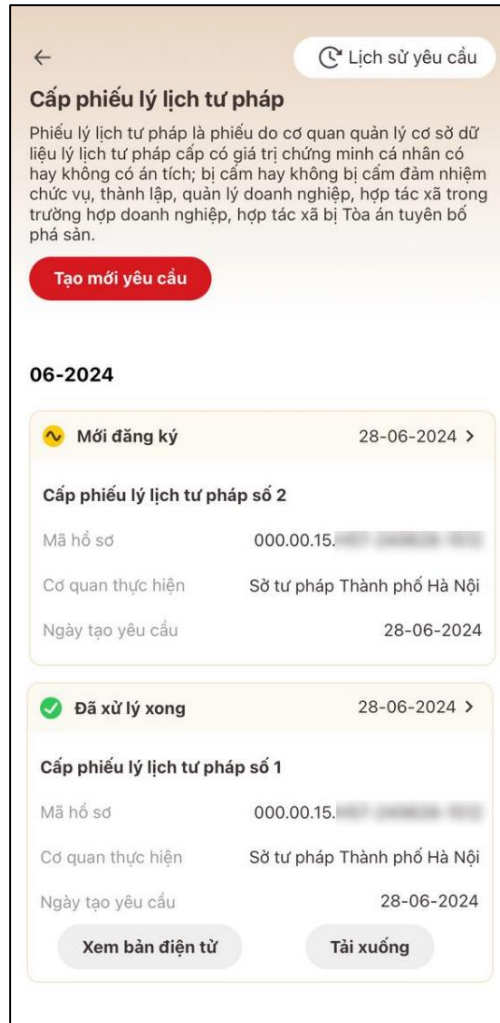 Lịch sử yêu cầu
Cấp phiếu lý lịch tư pháp
Phiếu lý lịch tư pháp là phiếu do cơ quan quản lý cơ sở dữ
liệu lý lịch tư pháp cấp có giá trị chứng minh cá nhân có
hay không có án tích; bị cấm hay không bị cấm đảm nhiệm
chức vụ, thành lập, quản lý doanh nghiệp, hợp tác xã trong
trường hợp doanh nghiệp, hợp tác xã bị Tòa án tuyên bố
phá sản.
Tạo mới yêu cầu
06-2024
Mới đăng ký 28-06-2024
Cấp phiếu lý lịch tư pháp số 2
Mã hồ sơ 000.00.15.
Cơ quan thực hiện Sở tư pháp Thành phố Hà Nội
Ngày tạo yêu cầu 28-06-2024
Đã xử lý xong 28-06-2024
Cấp phiếu lý lịch tư pháp số 1
Mã hồ sơ 000.00.15.
Cơ quan thực hiện Sở tư pháp Thành phố Hà Nội
Ngày tạo yêu cầu 28-06-2024
Xem bản điện tử Tải xuống